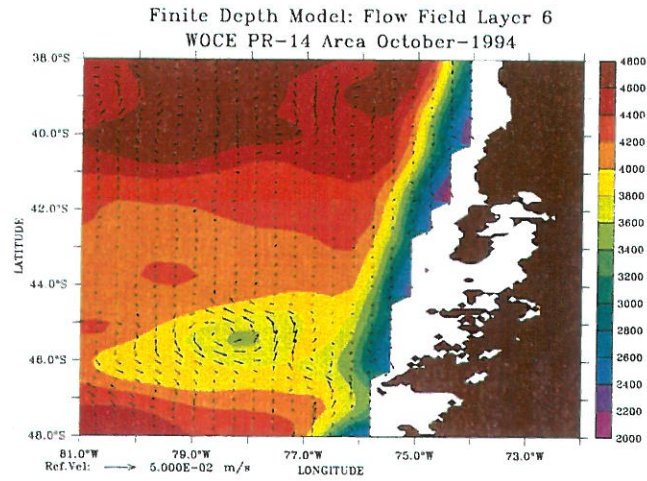 Finite Depth Model: Flow Field Layer 6
WOCE PR-14 Area October-1994
38.0°S
40.0°S
42.0°S
44.0°S
46.0°S
48.0°S
LATITUDE
81.0°W
79.0°W
77.0°W
75.0°W
73.0°W
LONGITUDE
Ref.Vel: 5.000E-02 m/s
4800
4600
4400
4200
4000
3800
3600
3400
3200
3000
2800
2600
2400
2200
2000